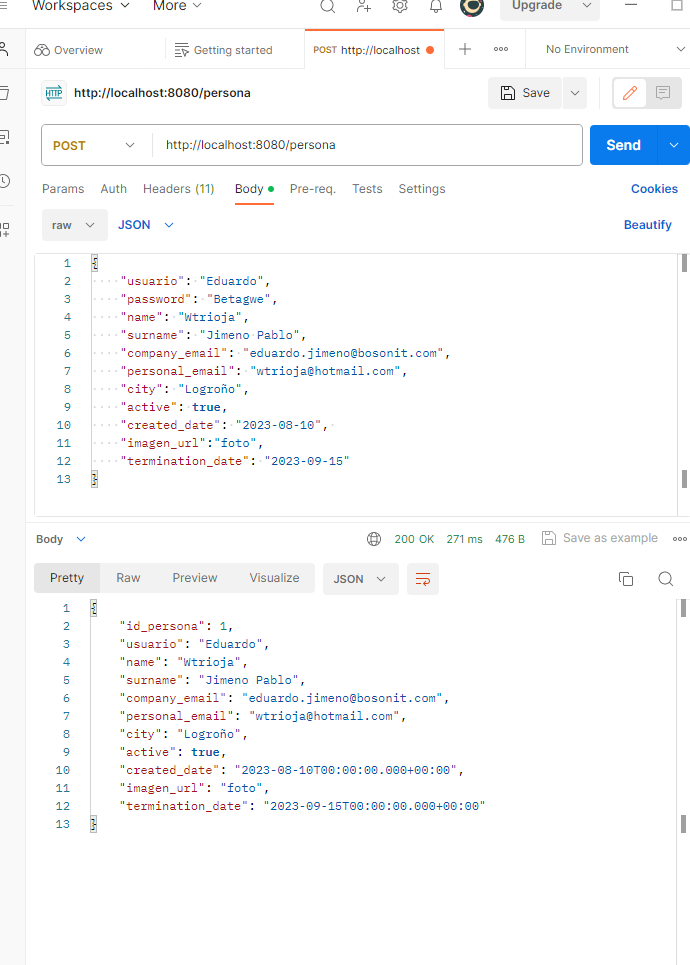 Workspaces More Upgrade
Overview Getting started POST http://localhost No Environment
HTTP http://localhost:8080/persona Save
POST http://localhost:8080/persona Send
Params Auth Headers (11) Body Pre-req. Tests Settings Cookies
raw JSON Beautify
1 {
2 "usuario": "Eduardo",
3 "password": "Betagwe",
4 "name": "Wtrioja",
5 "surname": "Jimeno Pablo",
6 "company_email": "eduardo.jimeno@bosonit.com",
7 "personal_email": "wtrioja@hotmail.com",
8 "city": "Logroño",
9 "active": true,
10 "created_date": "2023-08-10",
11 "imagen_url":"foto",
12 "termination_date": "2023-09-15"
13 }
Body 200 OK 271 ms 476 B Save as example
Pretty Raw Preview Visualize JSON
1 {
2 "id_persona": 1,
3 "usuario": "Eduardo",
4 "name": "Wtrioja",
5 "surname": "Jimeno Pablo",
6 "company_email": "eduardo.jimeno@bosonit.com",
7 "personal_email": "wtrioja@hotmail.com",
8 "city": "Logroño",
9 "active": true,
10 "created_date": "2023-08-10T00:00:00.000+00:00",
11 "imagen_url": "foto",
12 "termination_date": "2023-09-15T00:00:00.000+00:00"
13 }